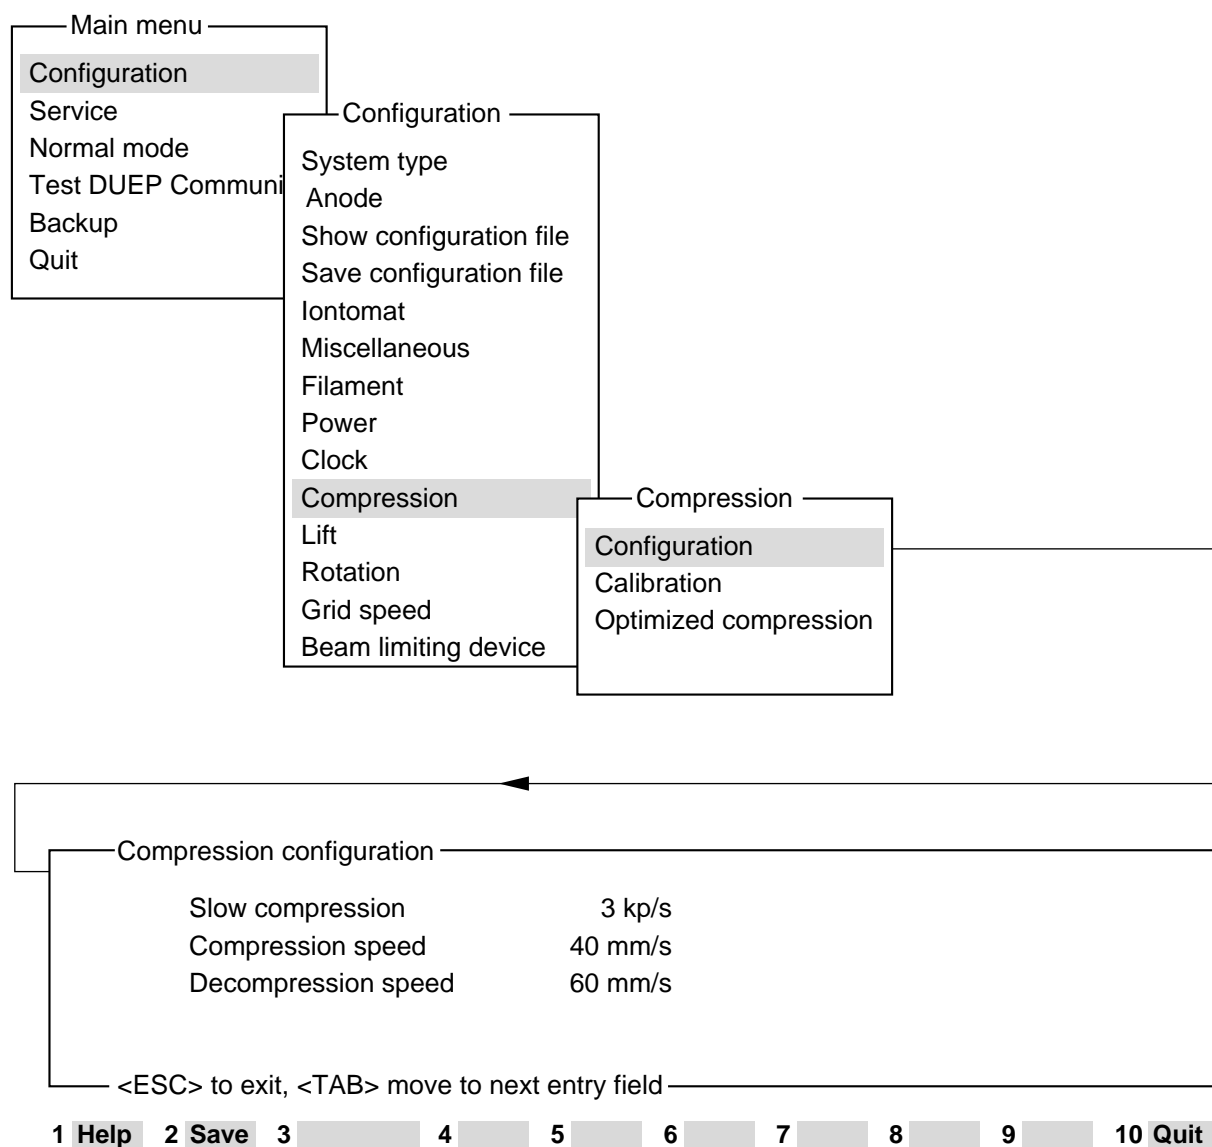 Main menu
Configuration
Service
Normal mode
Test DUEP Communi
Backup
Quit
Configuration
System type
Anode
Show configuration file
Save configuration file
Iontomat
Miscellaneous
Filament
Power
Clock
Compression
Lift
Rotation
Grid speed
Beam limiting device
Compression
Configuration
Calibration
Optimized compression
Compression configuration
Slow compression 3 kp/s
Compression speed 40 mm/s
Decompression speed 60 mm/s
<ESC> to exit, <TAB> move to next entry field
1 Help 2 Save 3 4 5 6 7 8 9 10 Quit